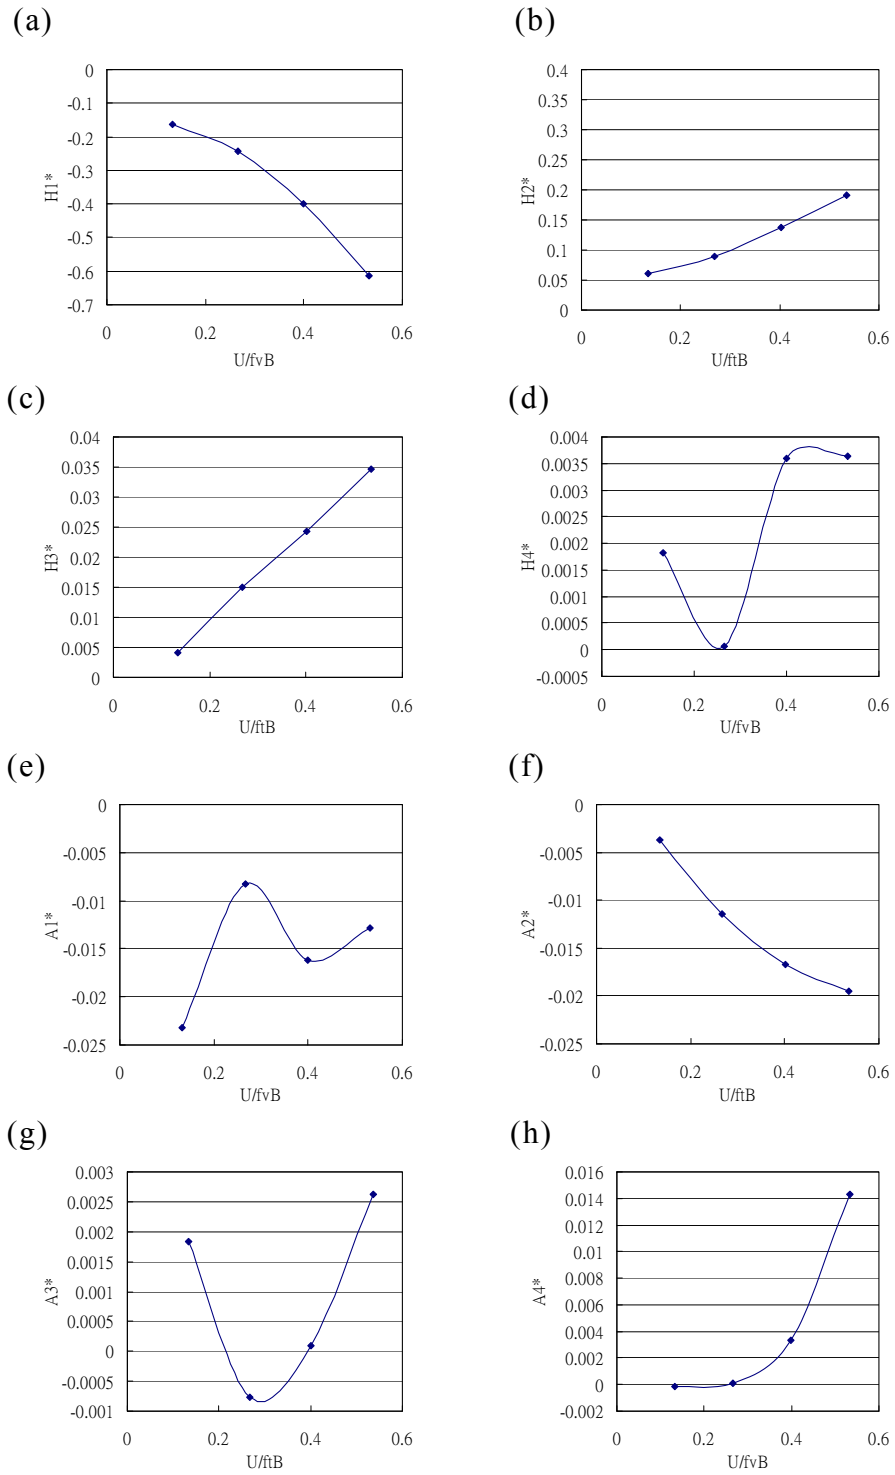 (a)
0
-0.1
-0.2
-0.3
-0.4
-0.5
-0.6
-0.7
H1*
0 0.2 0.4 0.6
U/fvB
(b)
0.4
0.35
0.3
0.25
0.2
0.15
0.1
0.05
0
H2*
0 0.2 0.4 0.6
U/ftB
(c)
0.04
0.035
0.03
0.025
0.02
0.015
0.01
0.005
0
H3*
0 0.2 0.4 0.6
U/ftB
(d)
0.004
0.0035
0.003
0.0025
0.002
0.0015
0.001
0.0005
0
-0.0005
H4*
0 0.2 0.4 0.6
U/fvB
(e)
0
-0.005
-0.01
-0.015
-0.02
-0.025
A1*
0 0.2 0.4 0.6
U/fvB
(f)
0
-0.005
-0.01
-0.015
-0.02
-0.025
A2*
0 0.2 0.4 0.6
U/ftB
(g)
0.003
0.0025
0.002
0.0015
0.001
0.0005
0
-0.0005
-0.001
A3*
0 0.2 0.4 0.6
U/ftB
(h)
0.016
0.014
0.012
0.01
0.008
0.006
0.004
0.002
0
-0.002
A4*
0 0.2 0.4 0.6
U/fvB